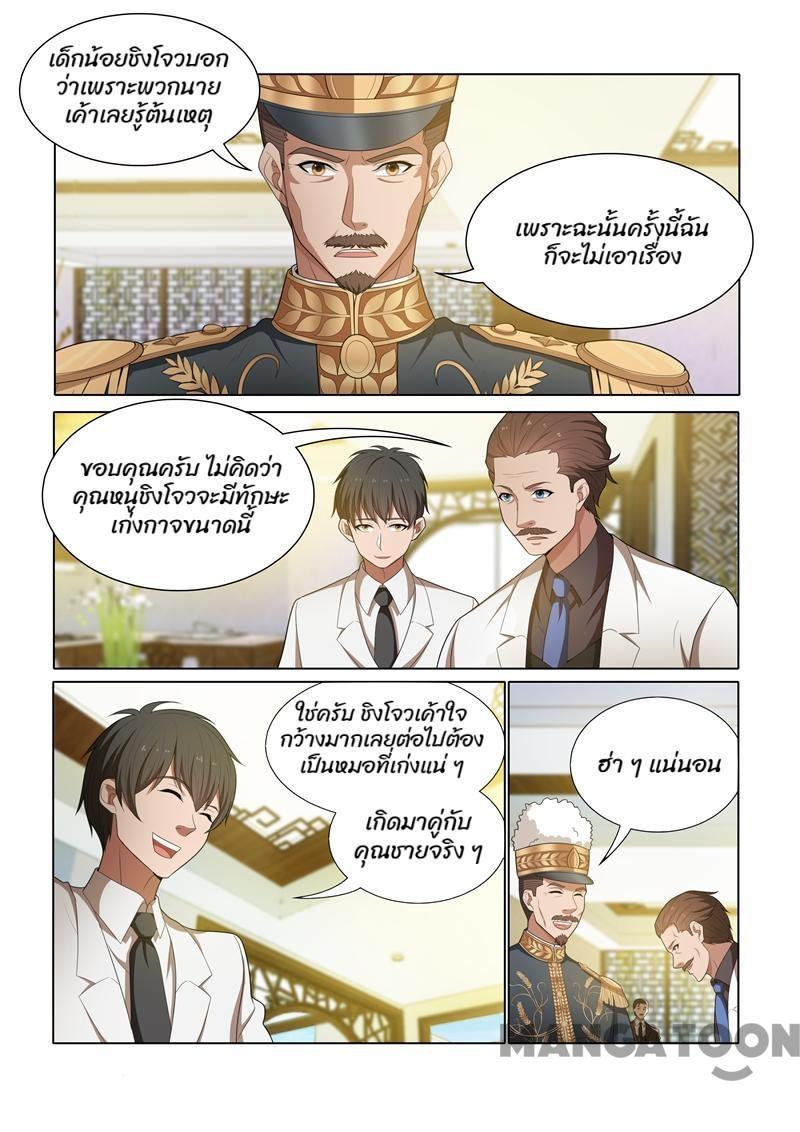 เด็กน้อยชิงโจวบอก
ว่าเพราะพวกนาย
เค้าเลยรู้ต้นเหตุ
เพราะฉะนั้นครั้งนี้ฉัน
ก็จะไม่เอาเรื่อง
ขอบคุณครับ ไม่คิดว่า
คุณหนูชิงโจวจะมีทักษะ
เก่งกาจขนาดนี้
ใช่ครับ ชิงโจวเค้าใจ
กว้างมากเลยต่อไปต้อง
เป็นหมอที่เก่งแน่ ๆ
เกิดมาคู่กับ
คุณชายจริง ๆ
ฮ่า ๆ แน่นอน
MANGATOON